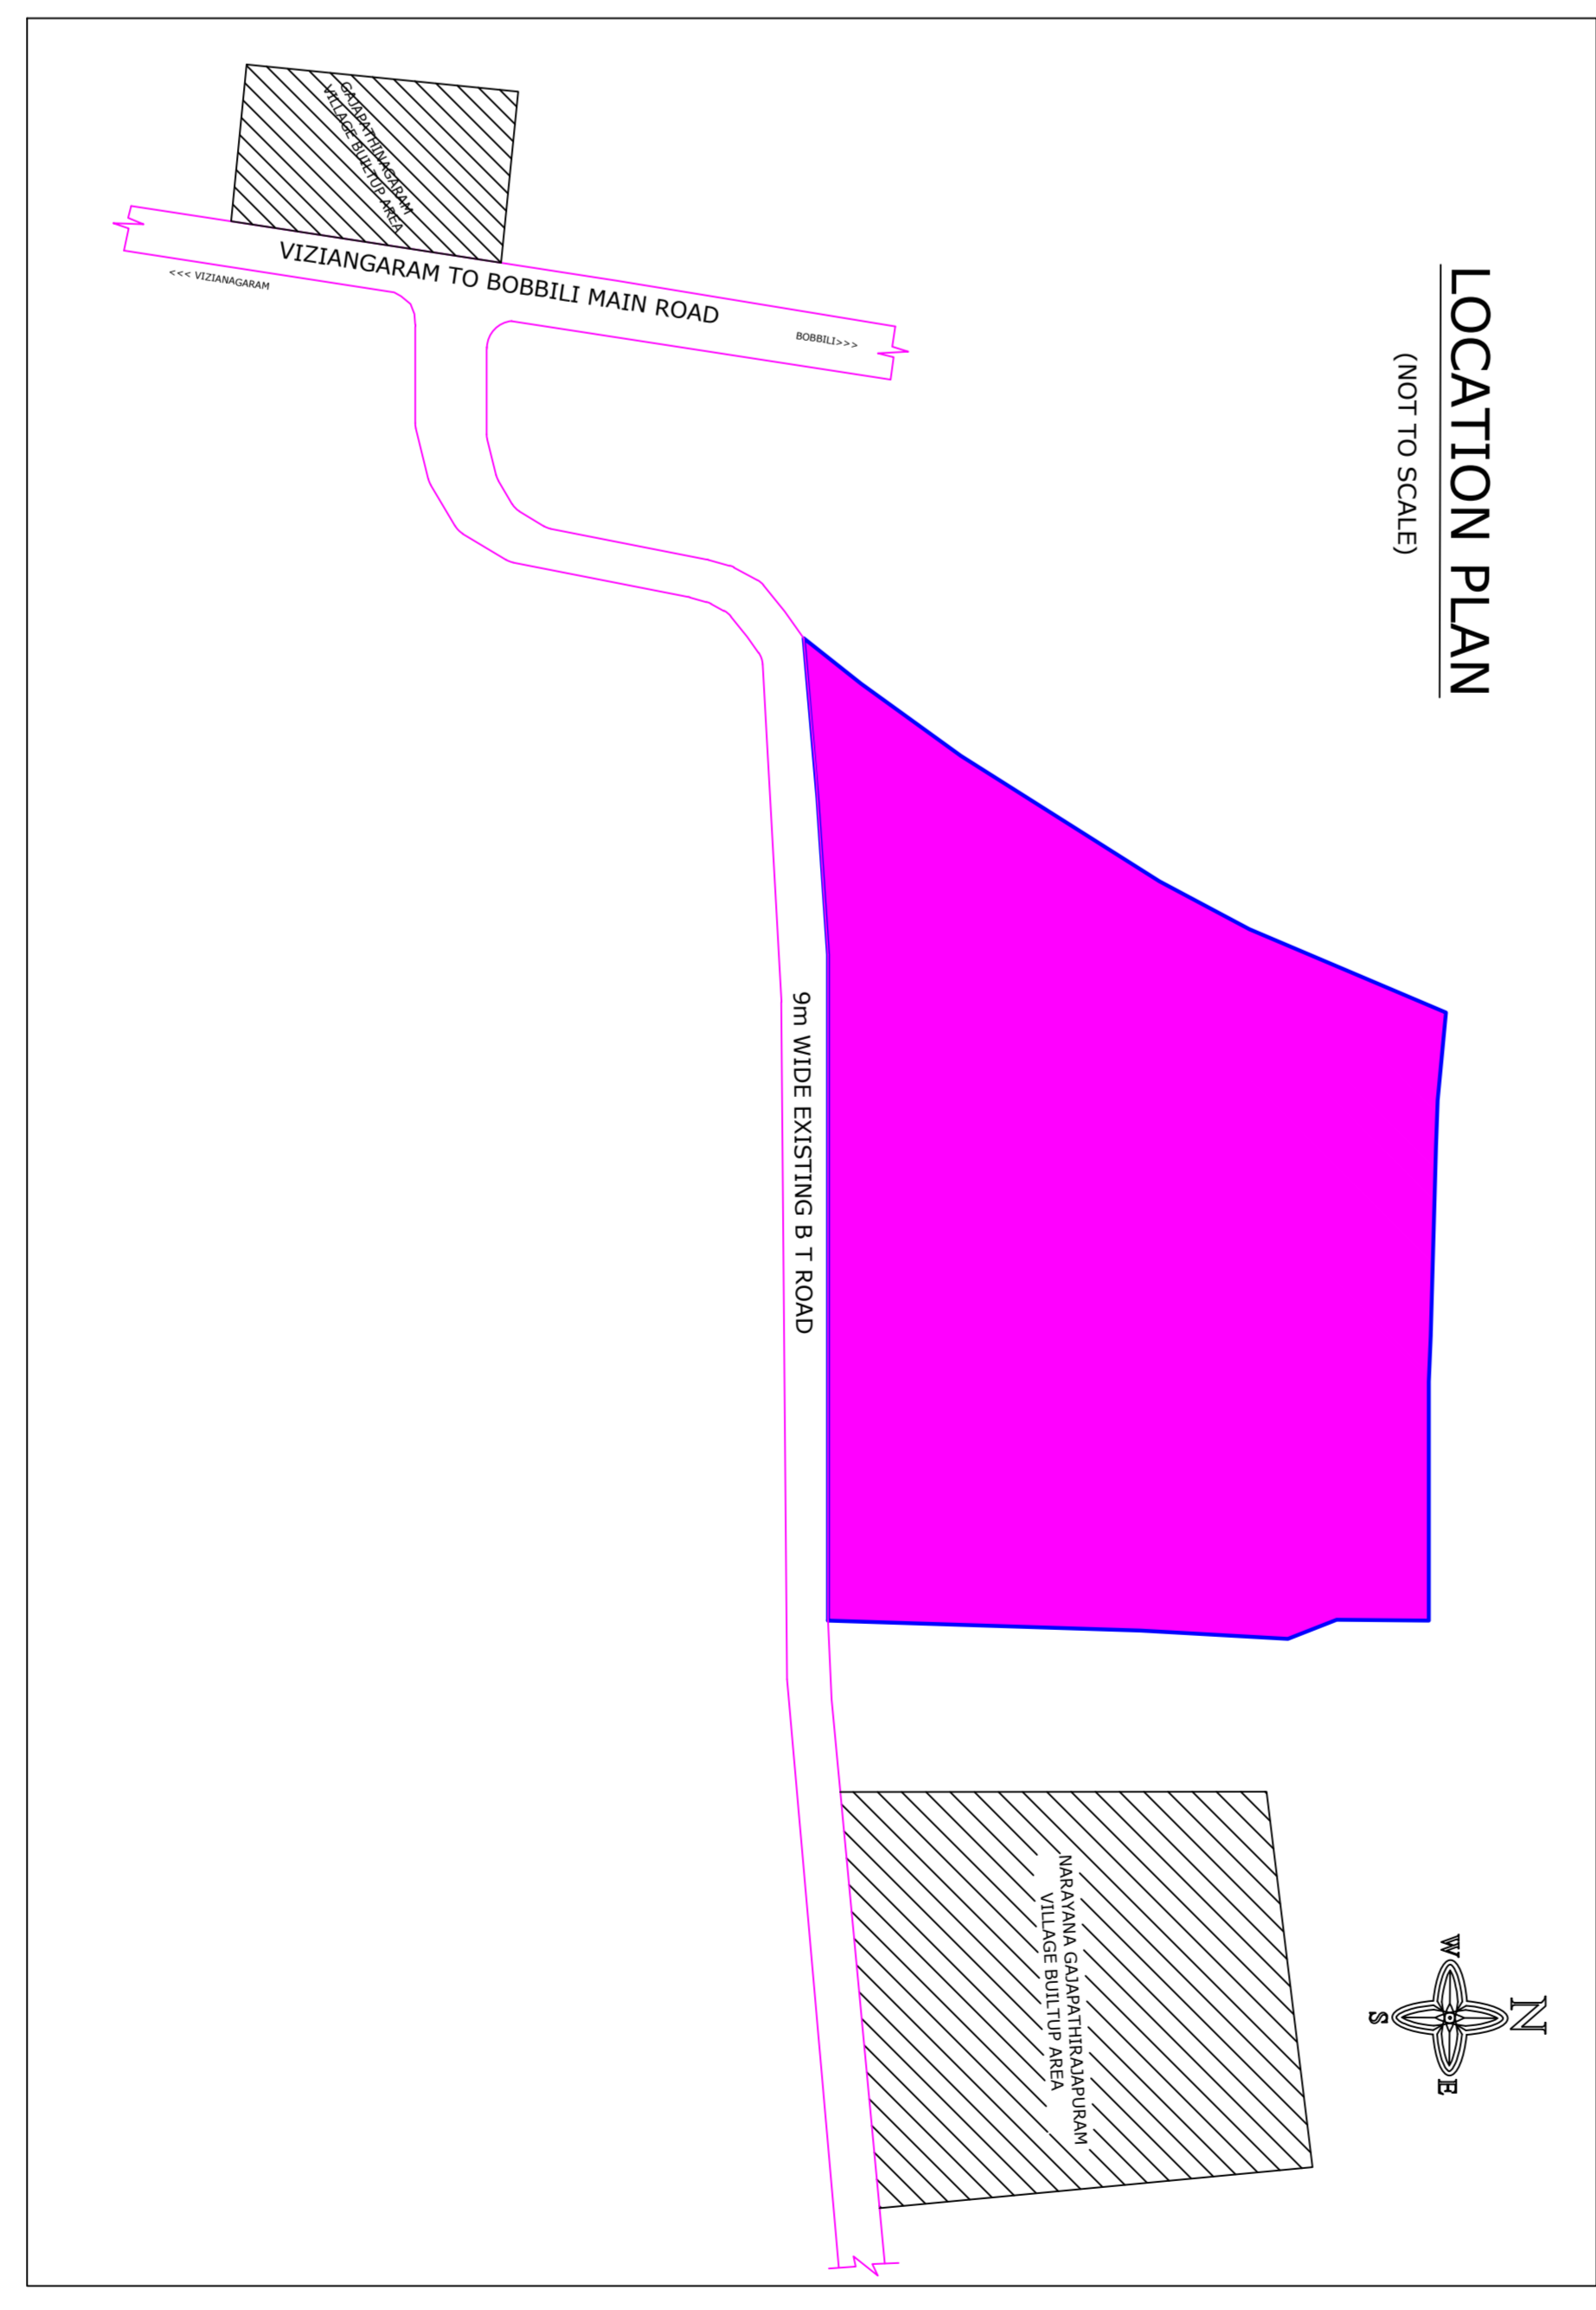 LOCATION PLAN
(NOT TO SCALE)
GAJAPATHINAGARAM
VILLAGE BUILTUP AREA
VIZIANGARAM TO BOBBILI MAIN ROAD
<<< VIZIANAGARAM
BOBBILI>>>
9m WIDE EXISTING B T ROAD
NARAYANA GAJAPATHIRAJAPURAM
VILLAGE BUILTUP AREA
N
W
E
S